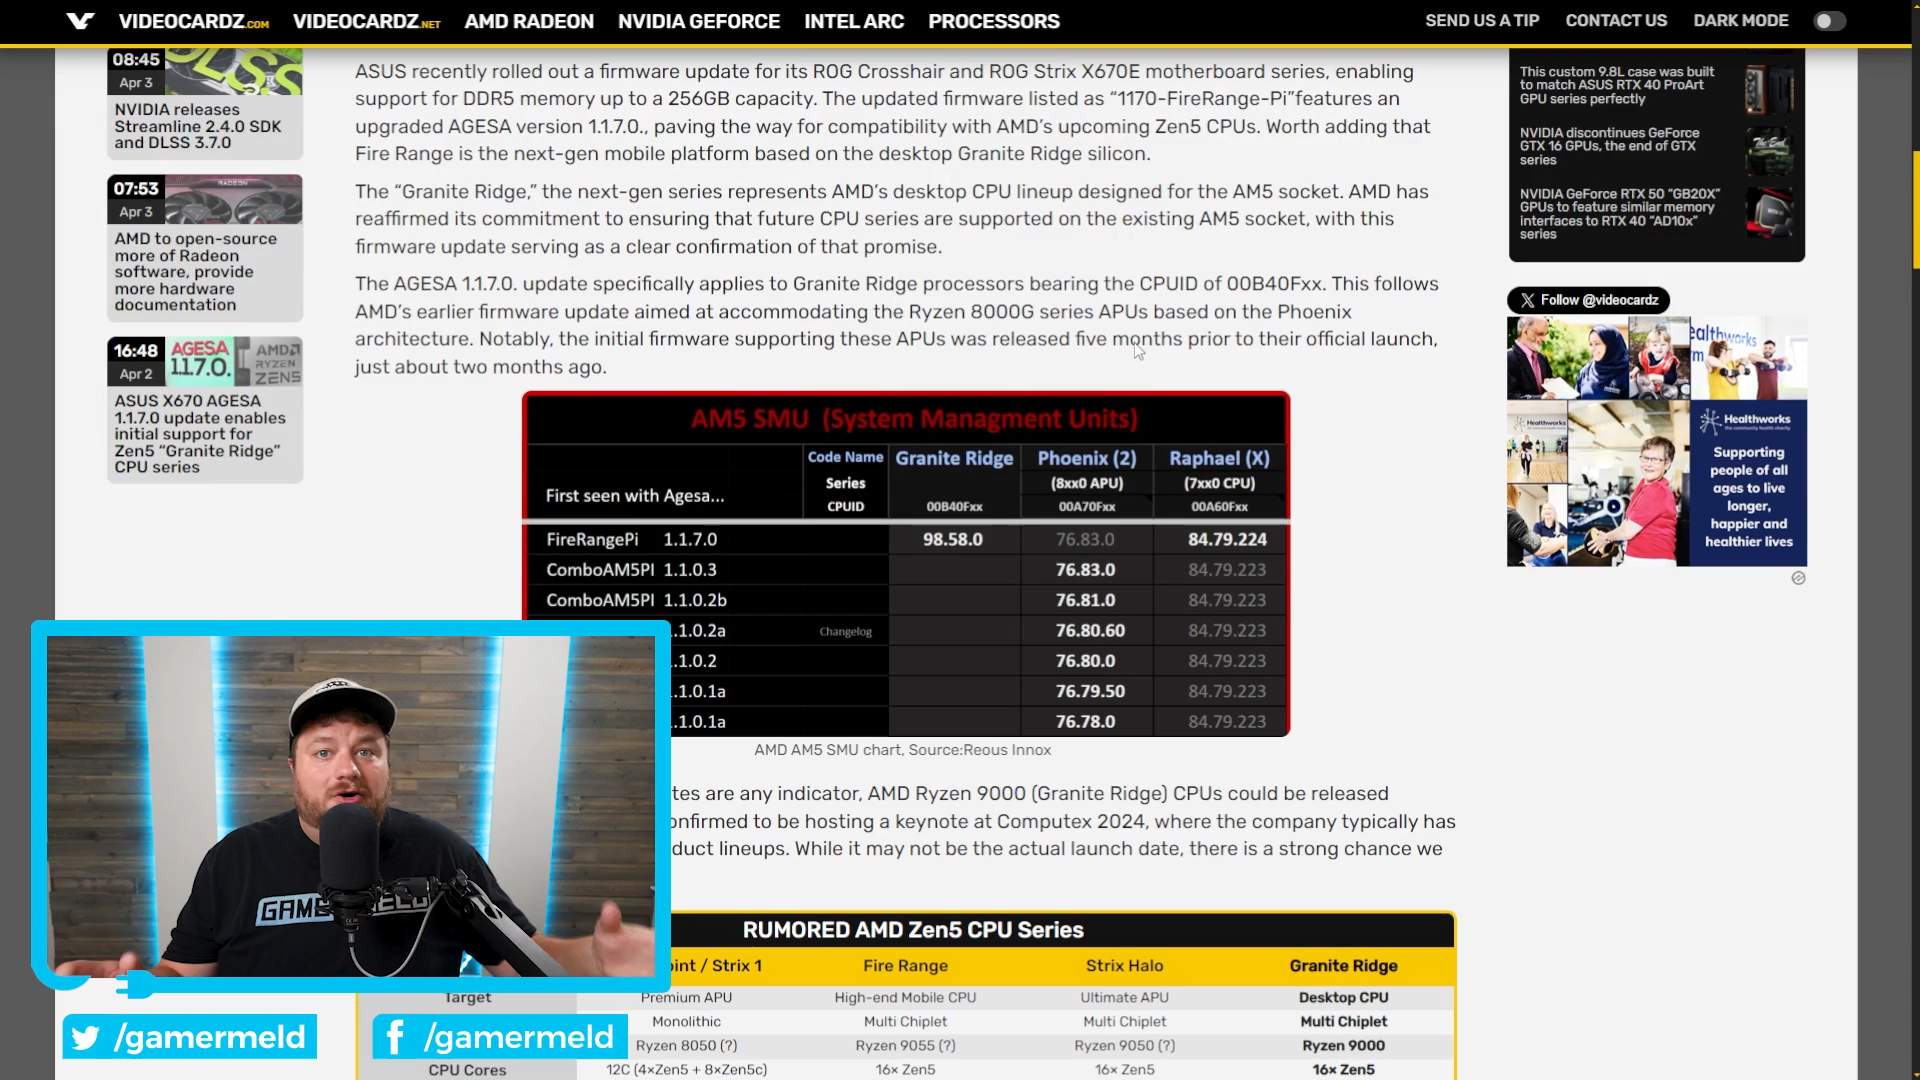 VIDEOCARDZ.COM VIDEOCARDZ.NET AMD RADEON NVIDIA GEFORCE INTEL ARC PROCESSORS SEND US A TIP CONTACT US DARK MODE
08:45
Apr 3
DLSS
NVIDIA releases
Streamline 2.4.0 SDK
and DLSS 3.7.0
07:53
Apr 3
RADEON
AMD to open-source
more of Radeon
software, provide
more hardware
documentation
16:48
Apr 2
AGESA
1.1.7.0.
AMD
RYZEN
ZEN5
ASUS X670 AGESA
1.1.7.0 update enables
initial support for
Zen5 “Granite Ridge”
CPU series
ASUS recently rolled out a firmware update for its ROG Crosshair and ROG Strix X670E motherboard series, enabling
support for DDR5 memory up to a 256GB capacity. The updated firmware listed as “1170-FireRange-Pi”features an
upgraded AGESA version 1.1.7.0., paving the way for compatibility with AMD’s upcoming Zen5 CPUs. Worth adding that
Fire Range is the next-gen mobile platform based on the desktop Granite Ridge silicon.
The “Granite Ridge,” the next-gen series represents AMD’s desktop CPU lineup designed for the AM5 socket. AMD has
reaffirmed its commitment to ensuring that future CPU series are supported on the existing AM5 socket, with this
firmware update serving as a clear confirmation of that promise.
The AGESA 1.1.7.0. update specifically applies to Granite Ridge processors bearing the CPUID of 00B40Fxx. This follows
AMD’s earlier firmware update aimed at accommodating the Ryzen 8000G series APUs based on the Phoenix
architecture. Notably, the initial firmware supporting these APUs was released five months prior to their official launch,
just about two months ago.
AM5 SMU (System Managment Units)
Code Name Granite Ridge Phoenix (2) Raphael (X)
Series (8xx0 APU) (7xx0 CPU)
First seen with Agesa...
CPUID 00B40Fxx 00A70Fxx 00A60Fxx
FireRangePi 1.1.7.0 98.58.0 76.83.0 84.79.224
ComboAM5PI 1.1.0.3 76.83.0 84.79.223
ComboAM5PI 1.1.0.2b 76.81.0 84.79.223
.1.0.2a Changelog 76.80.60 84.79.223
.1.0.2 76.80.0 84.79.223
.1.0.1a 76.79.50 84.79.223
.1.0.1a 76.78.0 84.79.223
AMD AM5 SMU chart, Source:Reous Innox
tes are any indicator, AMD Ryzen 9000 (Granite Ridge) CPUs could be released
onfirmed to be hosting a keynote at Computex 2024, where the company typically has
duct lineups. While it may not be the actual launch date, there is a strong chance we
RUMORED AMD Zen5 CPU Series
oint / Strix 1 Fire Range Strix Halo Granite Ridge
Target Premium APU High-end Mobile CPU Ultimate APU Desktop CPU
Monolithic Multi Chiplet Multi Chiplet Multi Chiplet
Ryzen 8050 (?) Ryzen 9055 (?) Ryzen 9050 (?) Ryzen 9000
CPU Cores 12C (4×Zen5 + 8×Zen5c) 16× Zen5 16× Zen5 16× Zen5
This custom 9.8L case was built
to match ASUS RTX 40 ProArt
GPU series perfectly
NVIDIA discontinues GeForce
GTX 16 GPUs, the end of GTX
series
The End
NVIDIA GeForce RTX 50 “GB20X”
GPUs to feature similar memory
interfaces to RTX 40 “AD10x”
series
Follow @videocardz
ealthworks
Healthworks
Healthworks
the community health charity
Supporting
people of all
ages to live
longer,
happier and
healthier lives
/gamermeld
/gamermeld